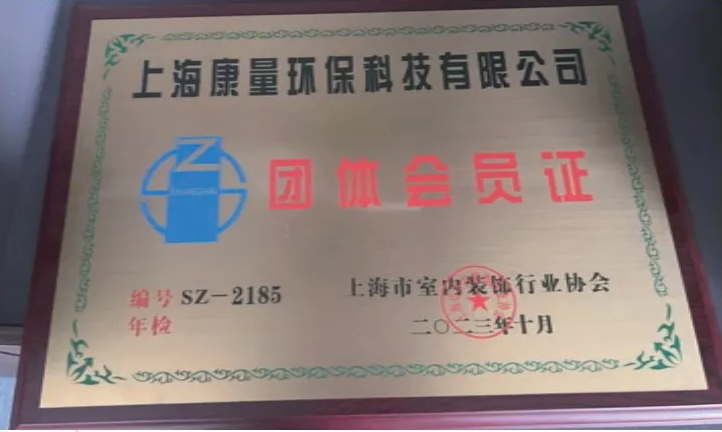 上海康量环保科技有限公司
团体会员证
编号 SZ－2185
年检
上海市室内装饰行业协会
二〇二三年十月